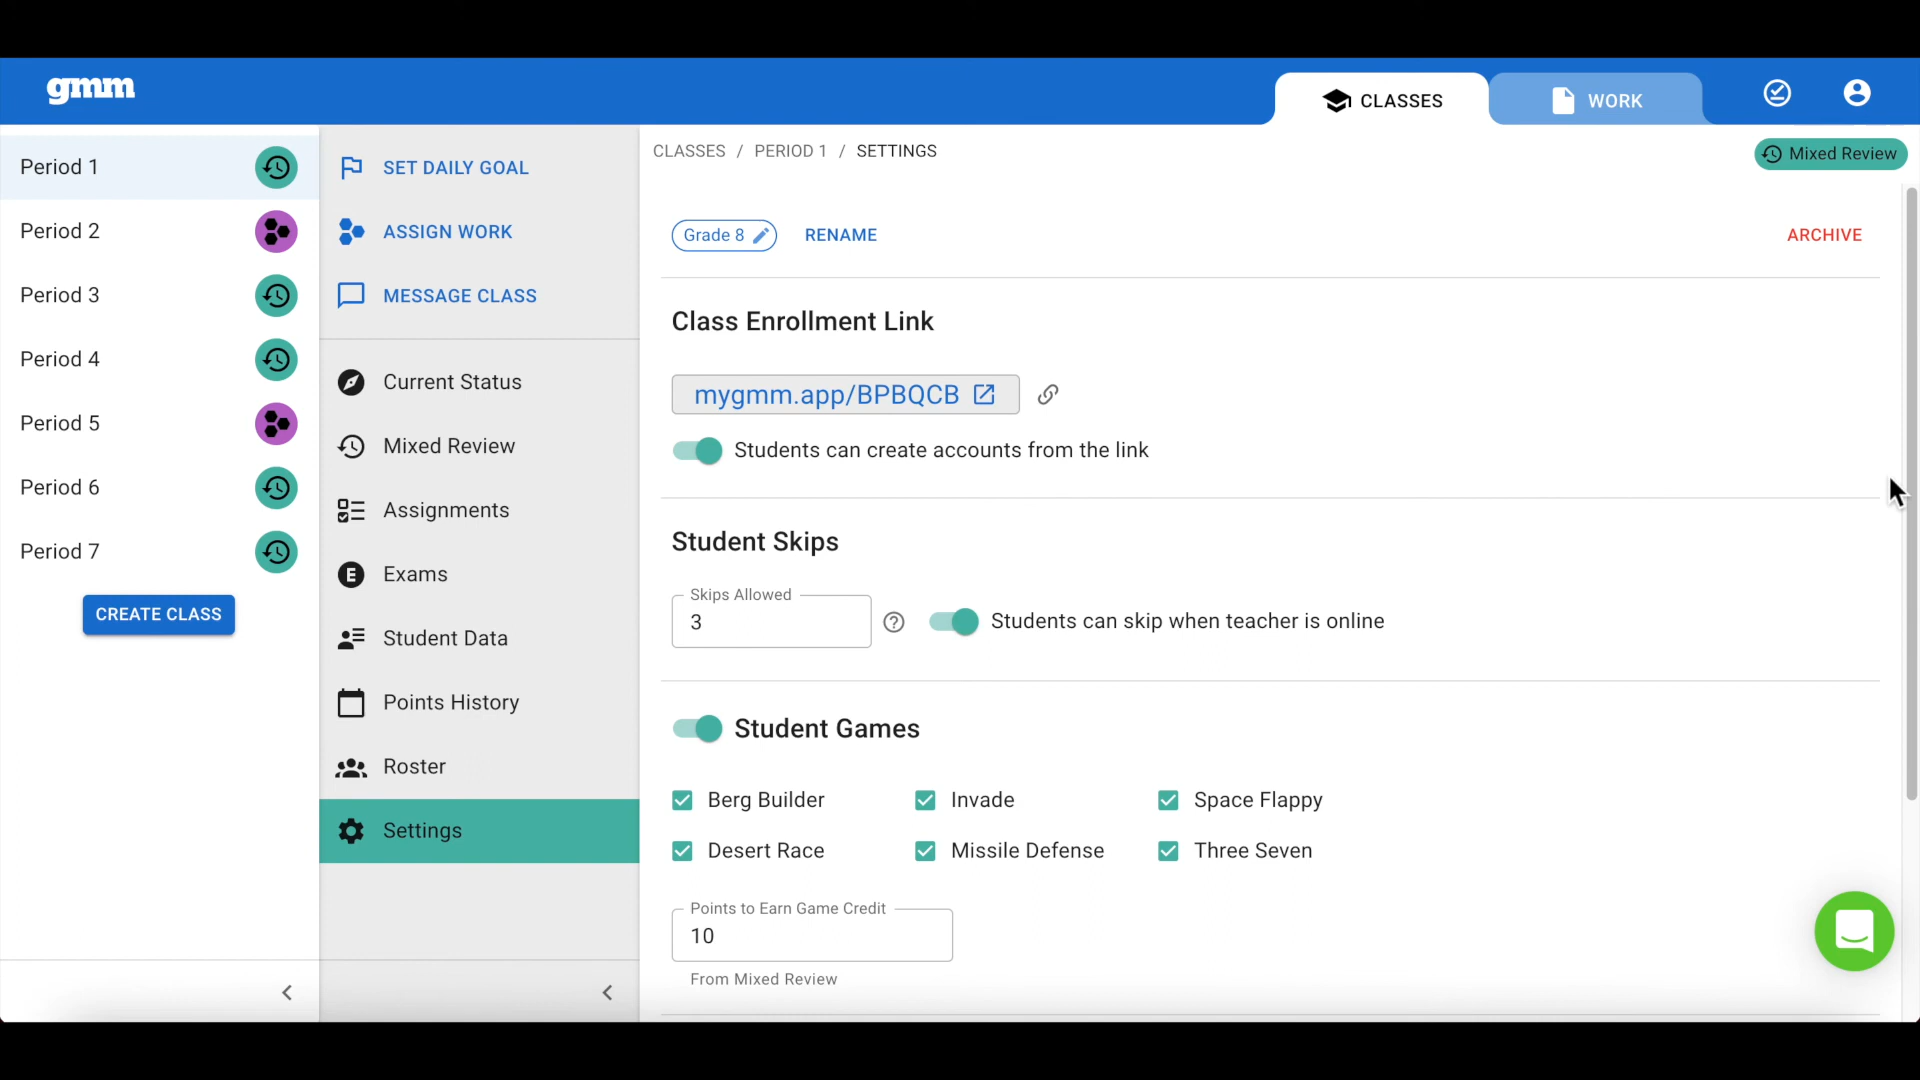 gmm
CLASSES
WORK
Period 1
Period 2
Period 3
Period 4
Period 5
Period 6
Period 7
CREATE CLASS
SET DAILY GOAL
ASSIGN WORK
MESSAGE CLASS
Current Status
Mixed Review
Assignments
E Exams
Student Data
Points History
Roster
Settings
CLASSES / PERIOD 1 / SETTINGS
Mixed Review
Grade 8
RENAME
ARCHIVE
Class Enrollment Link
mygmm.app/BPBQCB
Students can create accounts from the link
Student Skips
Skips Allowed
3
?
Students can skip when teacher is online
Student Games
Berg Builder
Invade
Space Flappy
Desert Race
Missile Defense
Three Seven
Points to Earn Game Credit
10
From Mixed Review